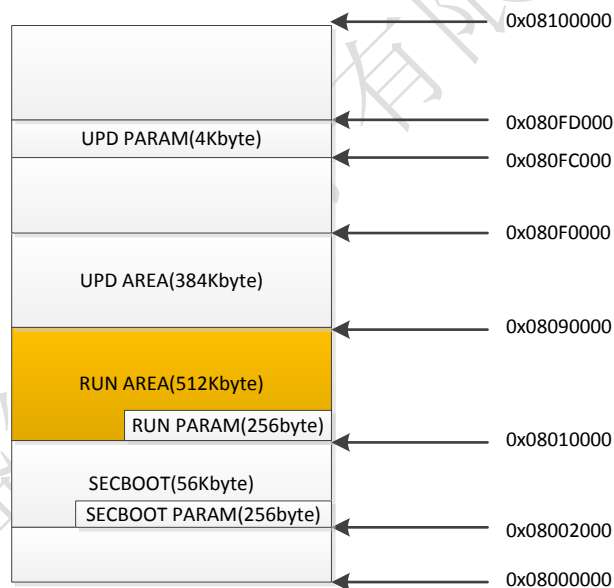 0x08100000
0x080FD000
UPD PARAM(4Kbyte)
0x080FC000
0x080F0000
UPD AREA(384Kbyte)
0x08090000
RUN AREA(512Kbyte)
RUN PARAM(256byte)
0x08010000
SECBOOT(56Kbyte)
SECBOOT PARAM(256byte)
0x08002000
0x08000000